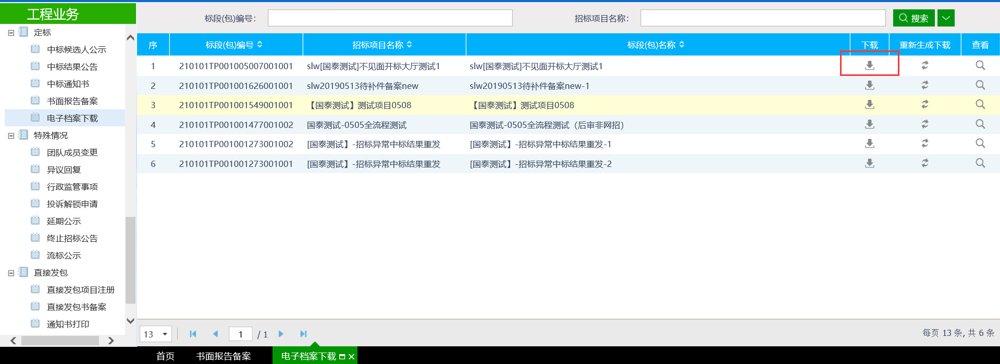 工程业务
定标
中标候选人公示
中标结果公告
中标通知书
书面报告备案
电子档案下载
特殊情况
团队成员变更
异议回复
行政监管事项
投诉解锁申请
延期公示
终止招标公告
流标公示
直接发包
直接发包项目注册
直接发包书备案
通知书打印
标段(包)编号： 招标项目名称： 搜索
序 标段(包)编号 招标项目名称 标段(包)名称 下载 重新生成下载 查看
1 210101TP001005007001001 slw[国泰测试]不见面开标大厅测试1 slw[国泰测试]不见面开标大厅测试1
2 210101TP001001626001001 slw20190513待补件备案new slw20190513待补件备案new-1
3 210101TP001001549001001 【国泰测试】测试项目0508 【国泰测试】测试项目0508
4 210101TP001001477001002 国泰测试-0505全流程测试 国泰测试-0505全流程测试（后审非网招）
5 210101TP001001273001002 [国泰测试】-招标异常中标结果重发 [国泰测试】-招标异常中标结果重发-1
6 210101TP001001273001001 [国泰测试】-招标异常中标结果重发 [国泰测试】-招标异常中标结果重发-2
13 1 / 1 每页 13 条, 共 6 条
首页 书面报告备案 电子档案下载